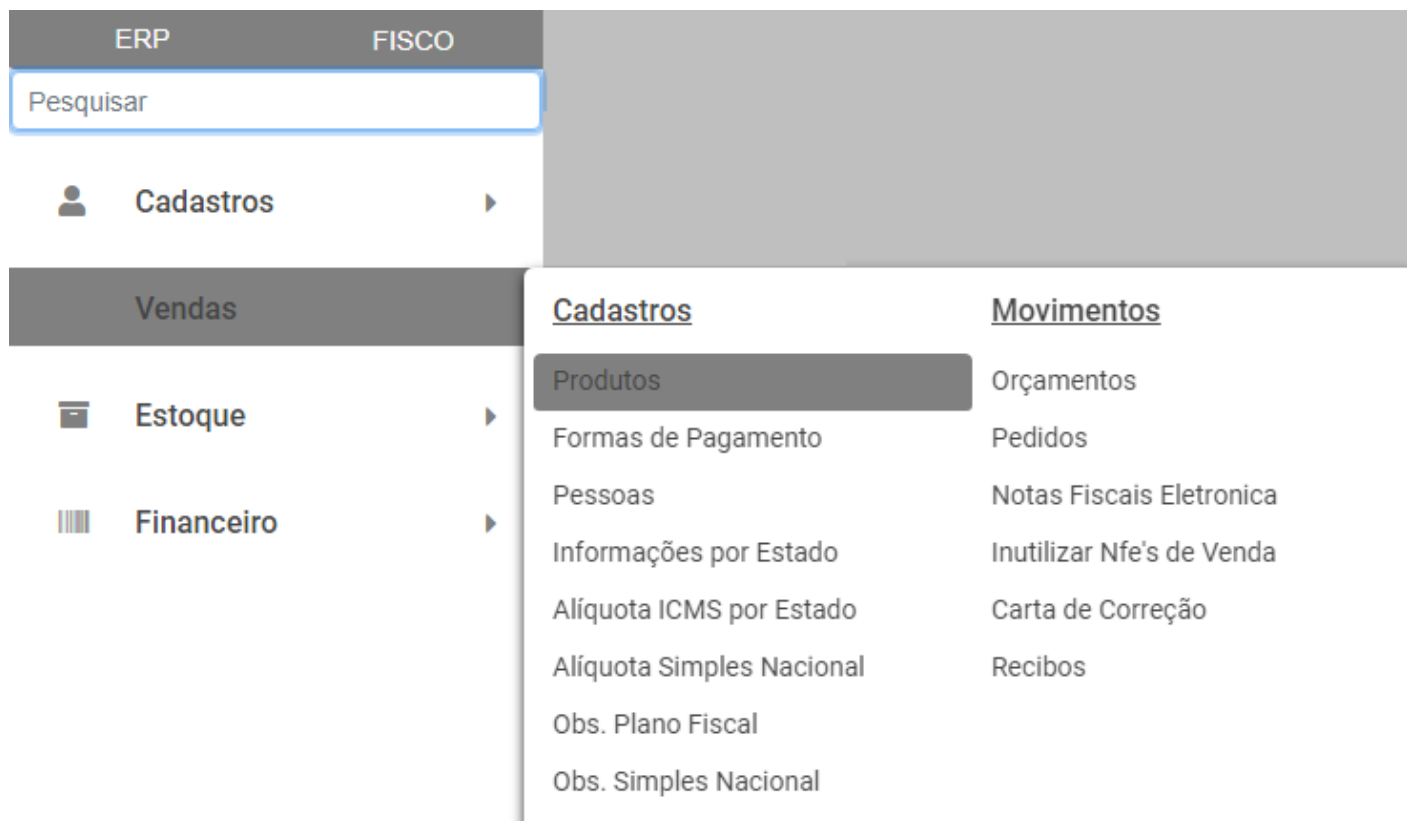 ERP FISCO
Pesquisar
Cadastros
Vendas
Estoque
Financeiro
Cadastros
Produtos
Formas de Pagamento
Pessoas
Informações por Estado
Alíquota ICMS por Estado
Alíquota Simples Nacional
Obs. Plano Fiscal
Obs. Simples Nacional
Movimentos
Orçamentos
Pedidos
Notas Fiscais Eletronica
Inutilizar Nfe's de Venda
Carta de Correção
Recibos